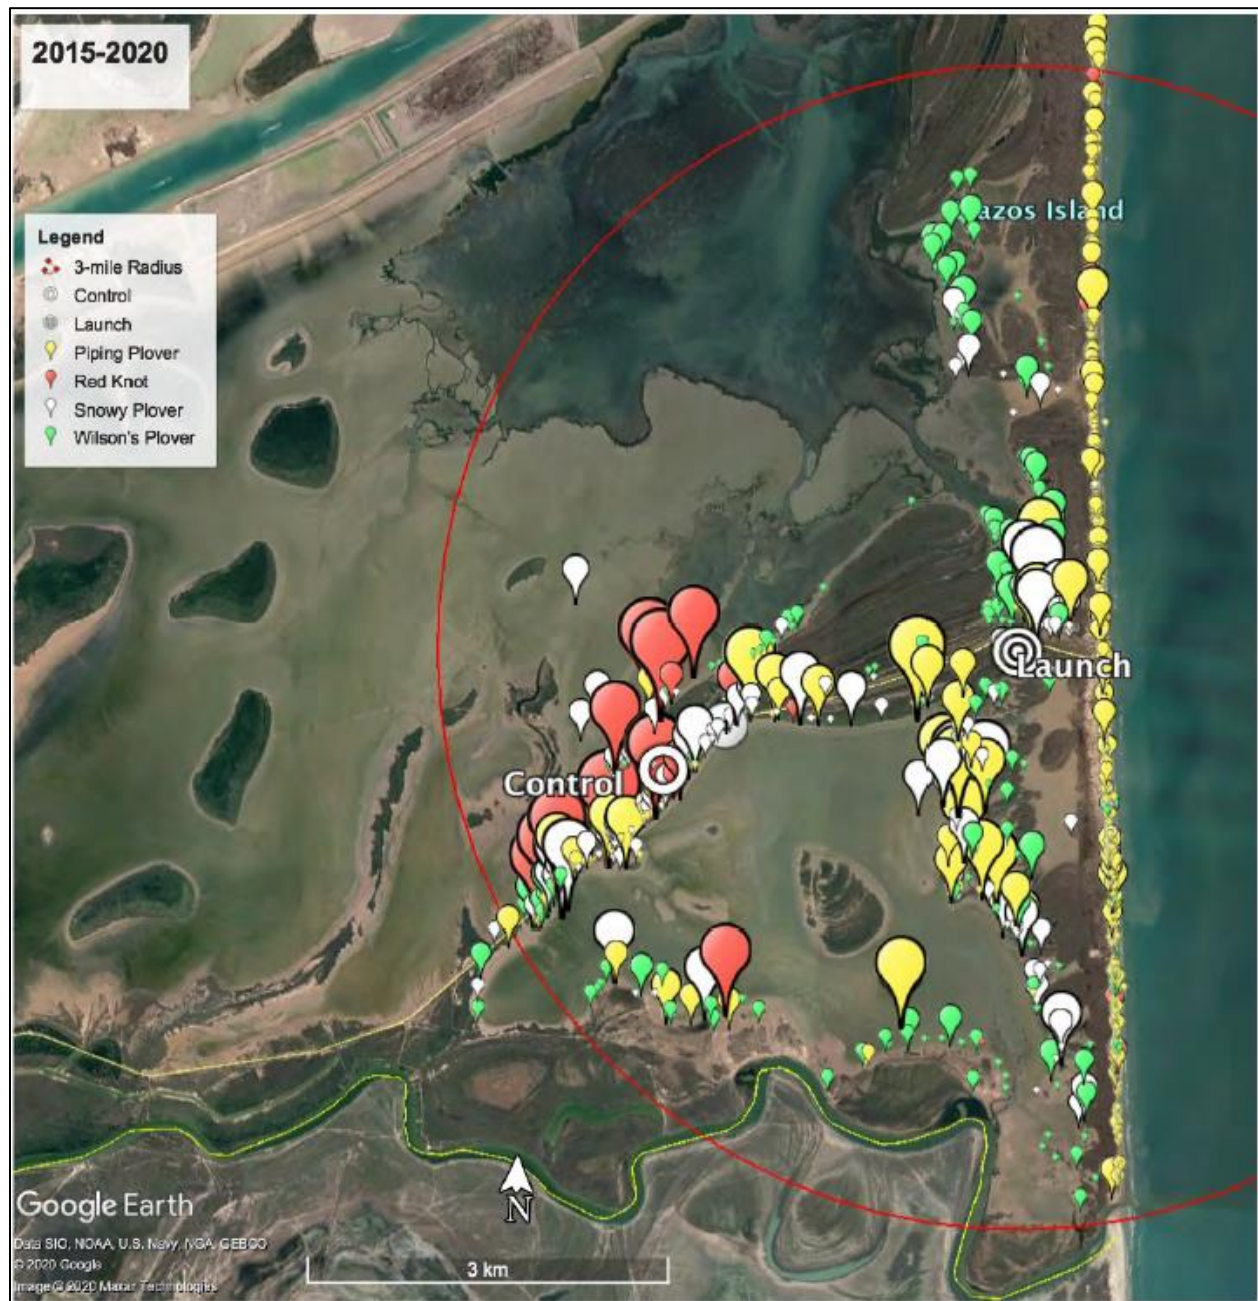 2015-2020
azos Island
Legend
3-mile Radius
Control
Launch
Piping Plover
Red Knot
Snowy Plover
Wilson's Plover
Launch
Control
Google Earth
N
Data SIO, NOAA, U.S. Navy, NGA, GEBCO
© 2020 Google
Image © 2020 Maxar Technologies
3 km